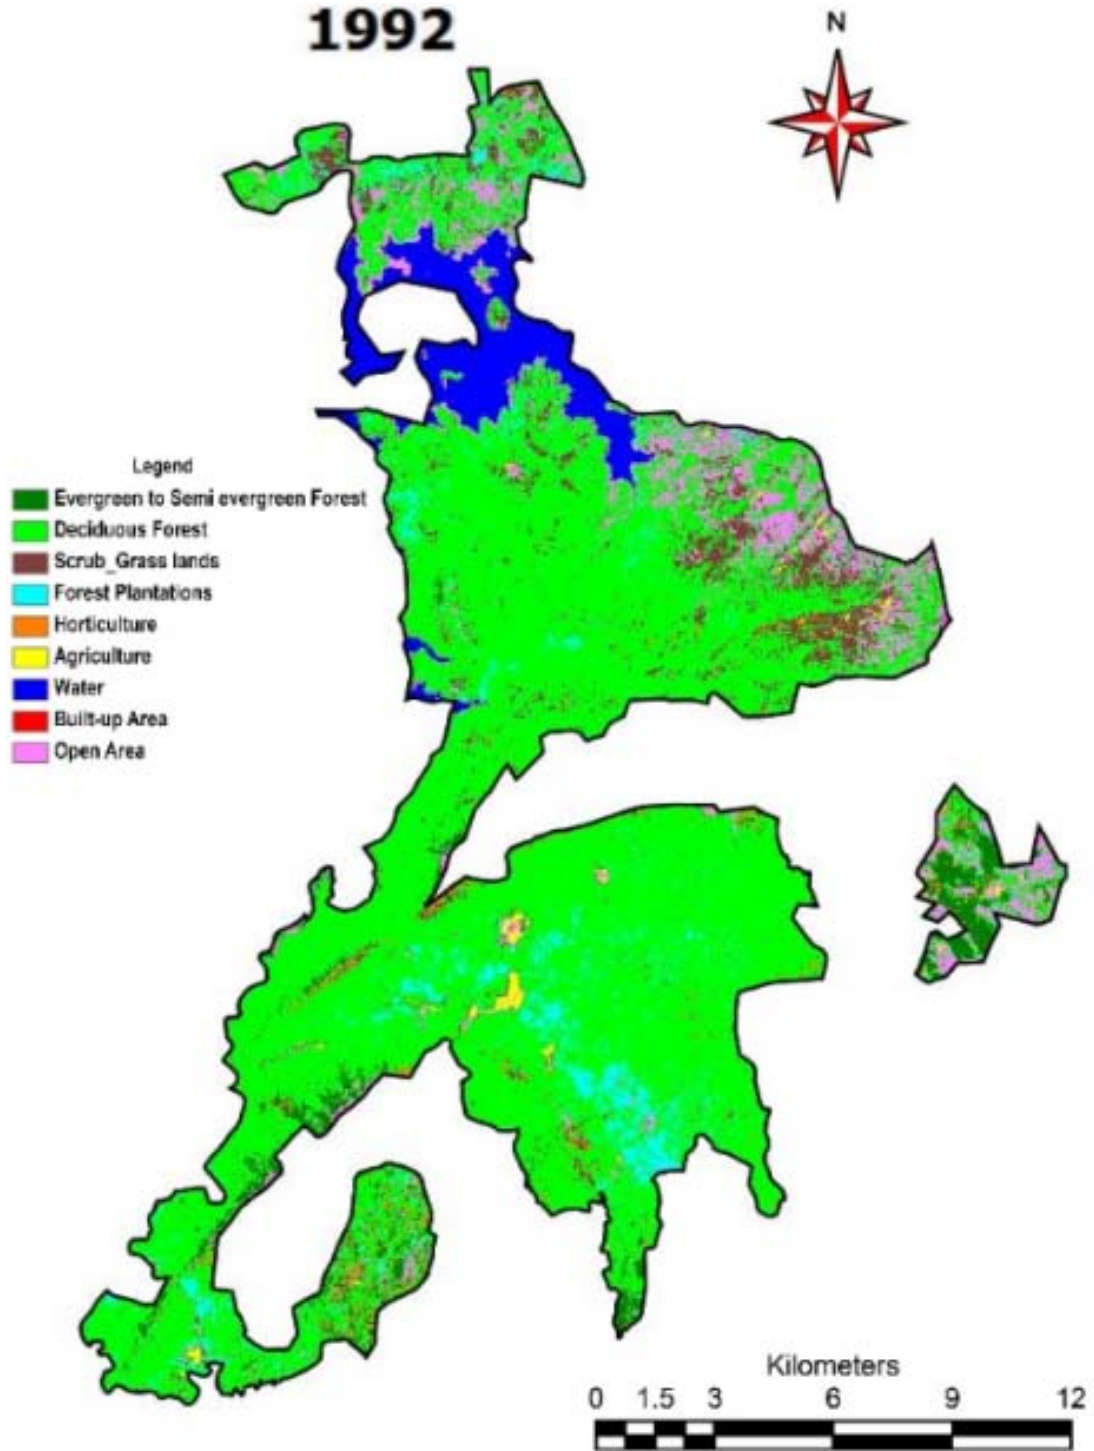 1992
N
Legend
Evergreen to Semi evergreen Forest
Deciduous Forest
Scrub_Grass lands
Forest Plantations
Horticulture
Agriculture
Water
Built-up Area
Open Area
Kilometers
0 1.5 3 6 9 12